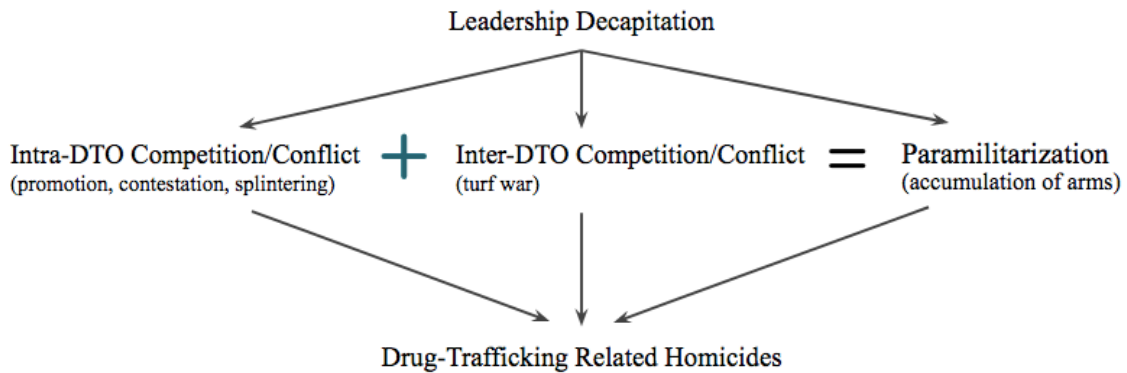 Leadership Decapitation
Intra-DTO Competition/Conflict + Inter-DTO Competition/Conflict = Paramilitarization
(promotion, contestation, splintering) (turf war) (accumulation of arms)
Drug-Trafficking Related Homicides